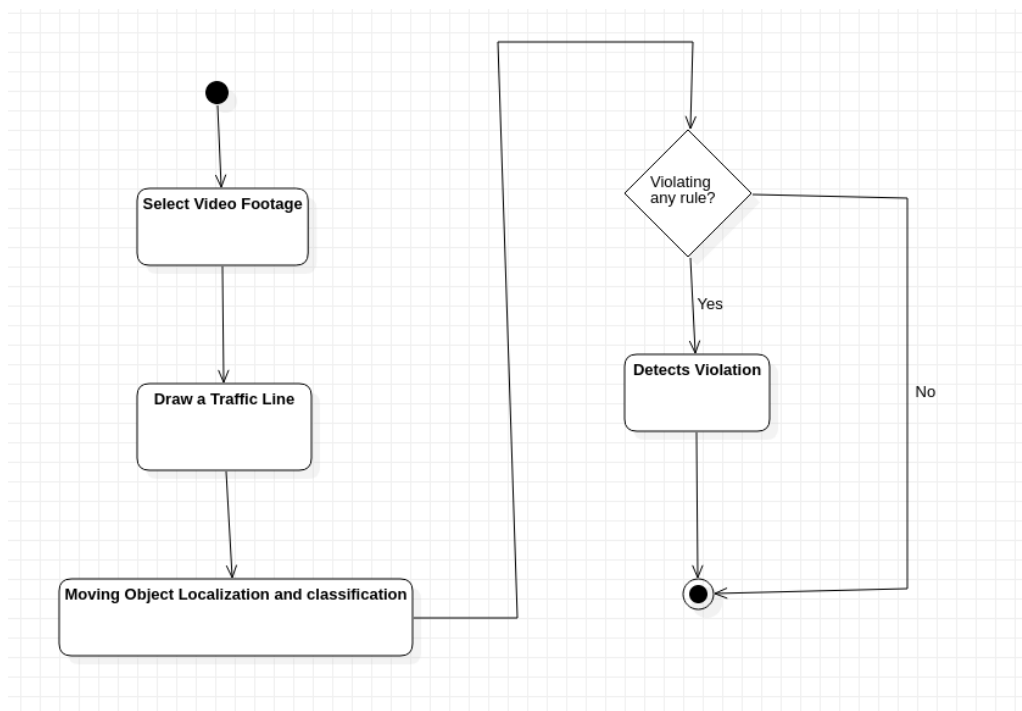 Select Video Footage
Draw a Traffic Line
Moving Object Localization and classification
Violating
any rule?
Yes
Detects Violation
No